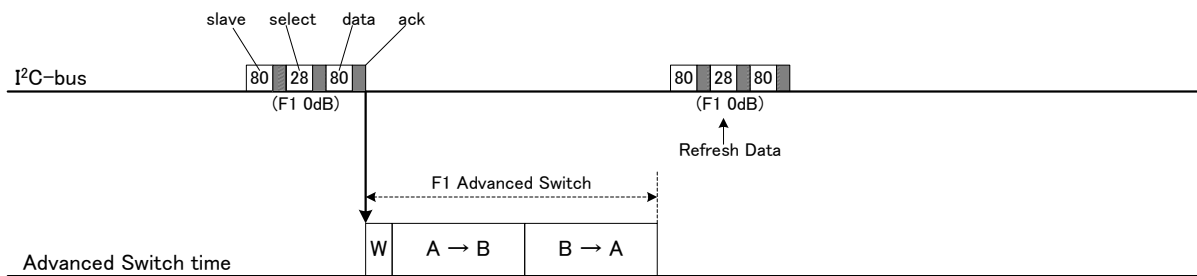 slave select data ack
I²C-bus 80 28 80 80 28 80
(F1 0dB) (F1 0dB)
Refresh Data
F1 Advanced Switch
W A → B B → A
Advanced Switch time